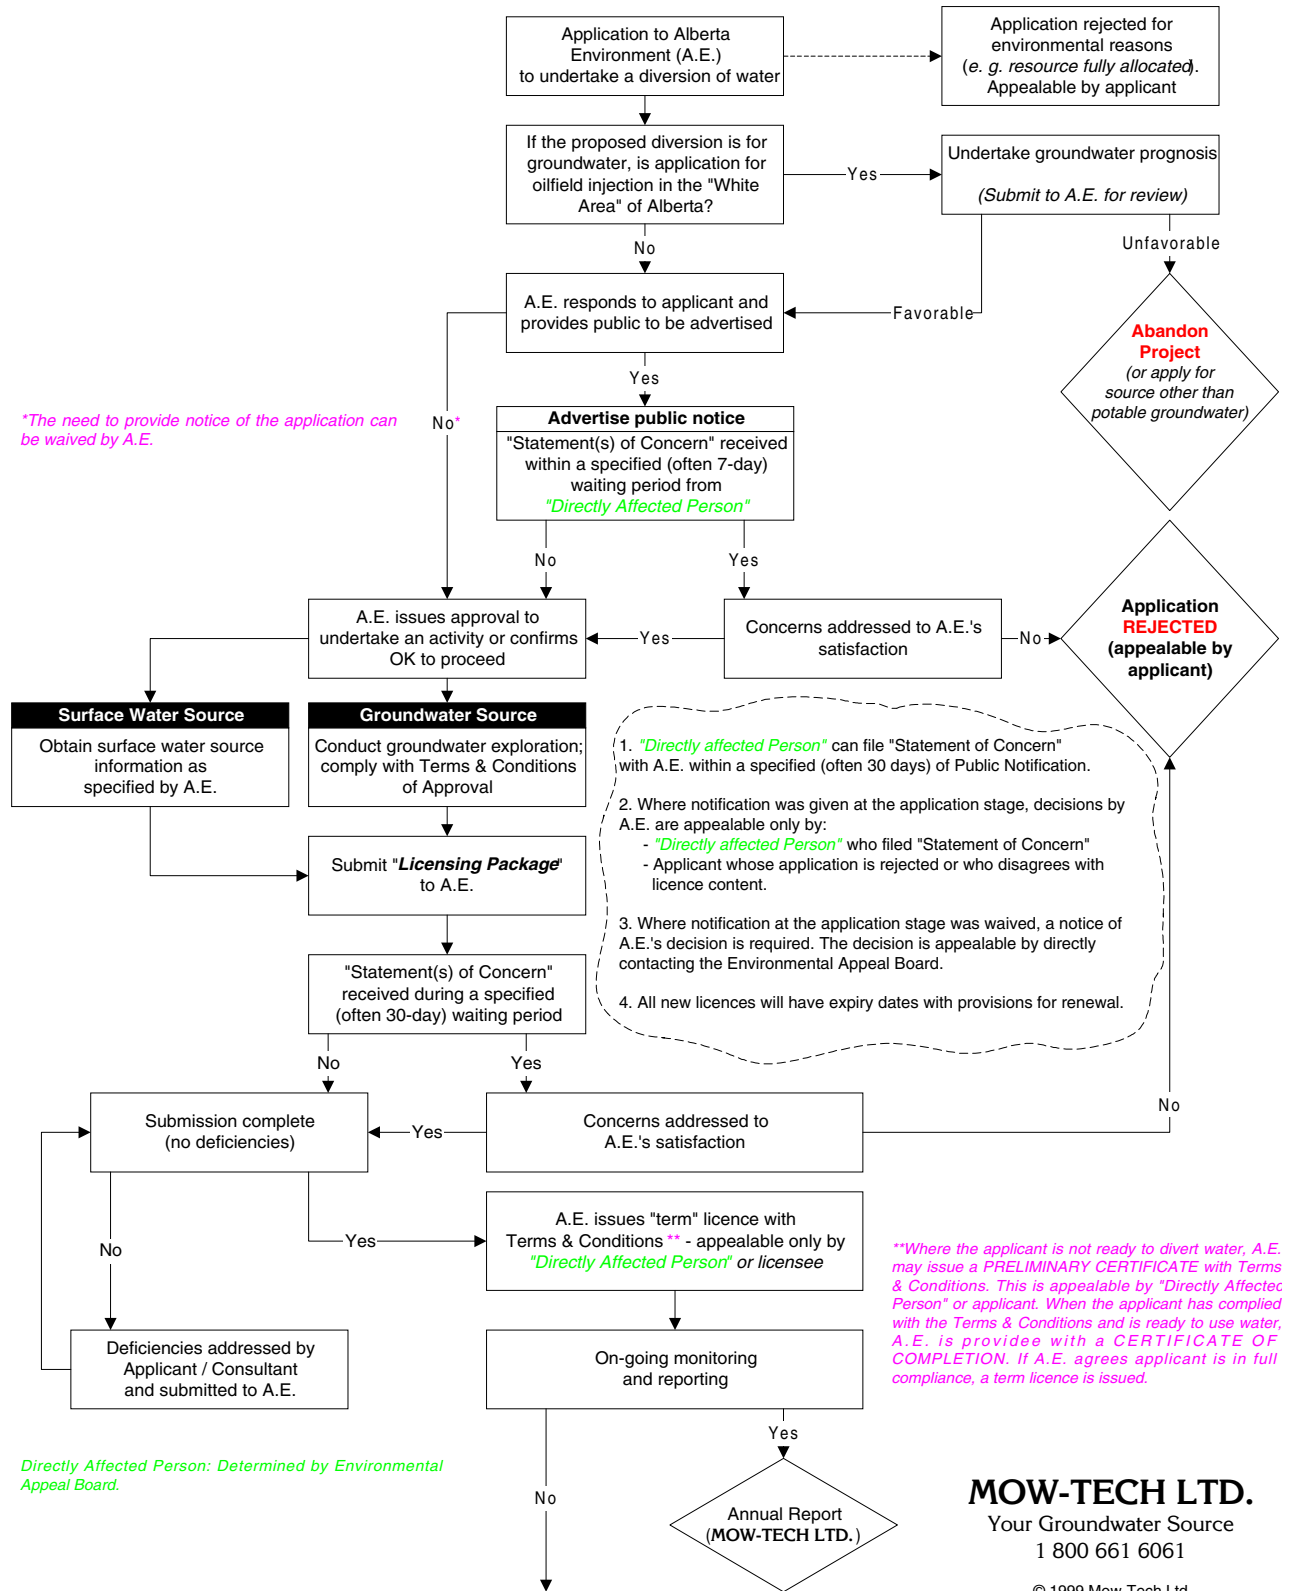 Application to Alberta
Environment (A.E.)
to undertake a diversion of water
Application rejected for
environmental reasons
(e. g. resource fully allocated).
Appealable by applicant
If the proposed diversion is for
groundwater, is application for
oilfield injection in the "White
Area" of Alberta?
Yes
Undertake groundwater prognosis
(Submit to A.E. for review)
No
Unfavorable
A.E. responds to applicant and
provides public to be advertised
Favorable
Abandon
Project
(or apply for
source other than
potable groundwater)
Yes
*The need to provide notice of the application can
be waived by A.E.
No*
Advertise public notice
"Statement(s) of Concern" received
within a specified (often 7-day)
waiting period from
"Directly Affected Person"
No
Yes
A.E. issues approval to
undertake an activity or confirms
OK to proceed
Yes
Concerns addressed to A.E.'s
satisfaction
No
Application
REJECTED
(appealable by
applicant)
Surface Water Source
Obtain surface water source
information as
specified by A.E.
Groundwater Source
Conduct groundwater exploration;
comply with Terms & Conditions
of Approval
1. "Directly affected Person" can file "Statement of Concern"
with A.E. within a specified (often 30 days) of Public Notification.
2. Where notification was given at the application stage, decisions by
A.E. are appealable only by:
- "Directly affected Person" who filed "Statement of Concern"
- Applicant whose application is rejected or who disagrees with
licence content.
3. Where notification at the application stage was waived, a notice of
A.E.'s decision is required. The decision is appealable by directly
contacting the Environmental Appeal Board.
4. All new licences will have expiry dates with provisions for renewal.
Submit "Licensing Package"
to A.E.
"Statement(s) of Concern"
received during a specified
(often 30-day) waiting period
No
Yes
Submission complete
(no deficiencies)
Yes
Concerns addressed to
A.E.'s satisfaction
No
No
Yes
A.E. issues "term" licence with
Terms & Conditions ** - appealable only by
"Directly Affected Person" or licensee
**Where the applicant is not ready to divert water, A.E.
may issue a PRELIMINARY CERTIFICATE with Terms
& Conditions. This is appealable by "Directly Affected
Person" or applicant. When the applicant has complied
with the Terms & Conditions and is ready to use water,
A.E. is providee with a CERTIFICATE OF
COMPLETION. If A.E. agrees applicant is in full
compliance, a term licence is issued.
Deficiencies addressed by
Applicant / Consultant
and submitted to A.E.
On-going monitoring
and reporting
Yes
Directly Affected Person: Determined by Environmental
Appeal Board.
No
Annual Report
(MOW-TECH LTD.)
MOW-TECH LTD.
Your Groundwater Source
1 800 661 6061
© 1999 Mow-Tech Ltd.